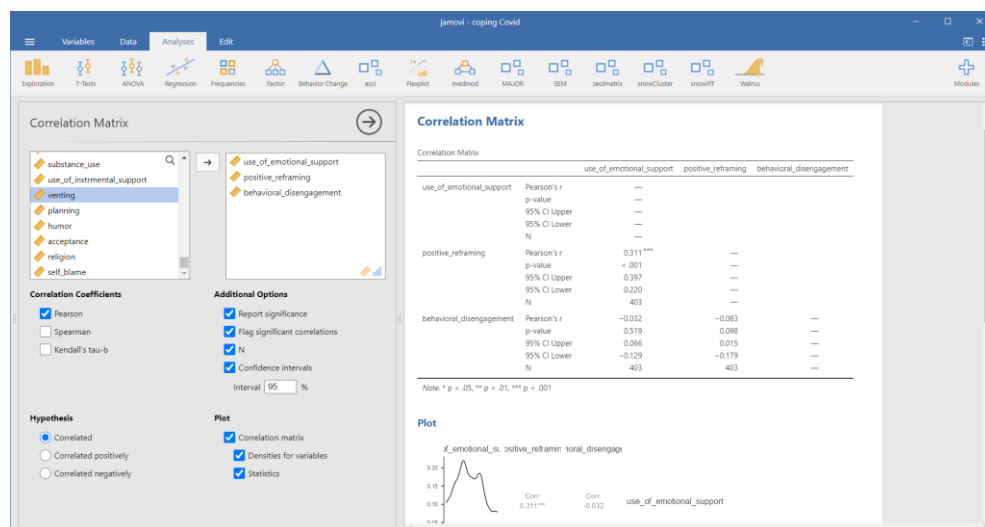 jamovi - coping Covid
Variables Data Analyses Edit
Exploration T-Tests ANOVA Regression Frequencies Factor Behavior Change esci Flexplot medmod MAJOR SEM seolmatrix snowCluster snowRT Walrus Modules
Correlation Matrix
substance_use
use_of_instrmental_support
venting
planning
humor
acceptance
religion
self_blame
use_of_emotional_support
positive_reframing
behavioral_disengagement
Correlation Coefficients
Pearson
Spearman
Kendall's tau-b
Additional Options
Report significance
Flag significant correlations
N
Confidence intervals
Interval 95 %
Hypothesis
Correlated
Correlated positively
Correlated negatively
Plot
Correlation matrix
Densities for variables
Statistics
Correlation Matrix
Correlation Matrix
use_of_emotional_support positive_reframing behavioral_disengagement
use_of_emotional_support Pearson's r —
p-value —
95% CI Upper —
95% CI Lower —
N —
positive_reframing Pearson's r 0.311 *** —
p-value < .001 —
95% CI Upper 0.397 —
95% CI Lower 0.220 —
N 403 —
behavioral_disengagement Pearson's r −0.032 −0.083 —
p-value 0.519 0.098 —
95% CI Upper 0.066 0.015 —
95% CI Lower −0.129 −0.179 —
N 403 403 —
Note. * p < .05, ** p < .01, *** p < .001
Plot
0.20
0.15
0.10
Corr:
0.311***
Corr:
-0.032
use_of_emotional_support